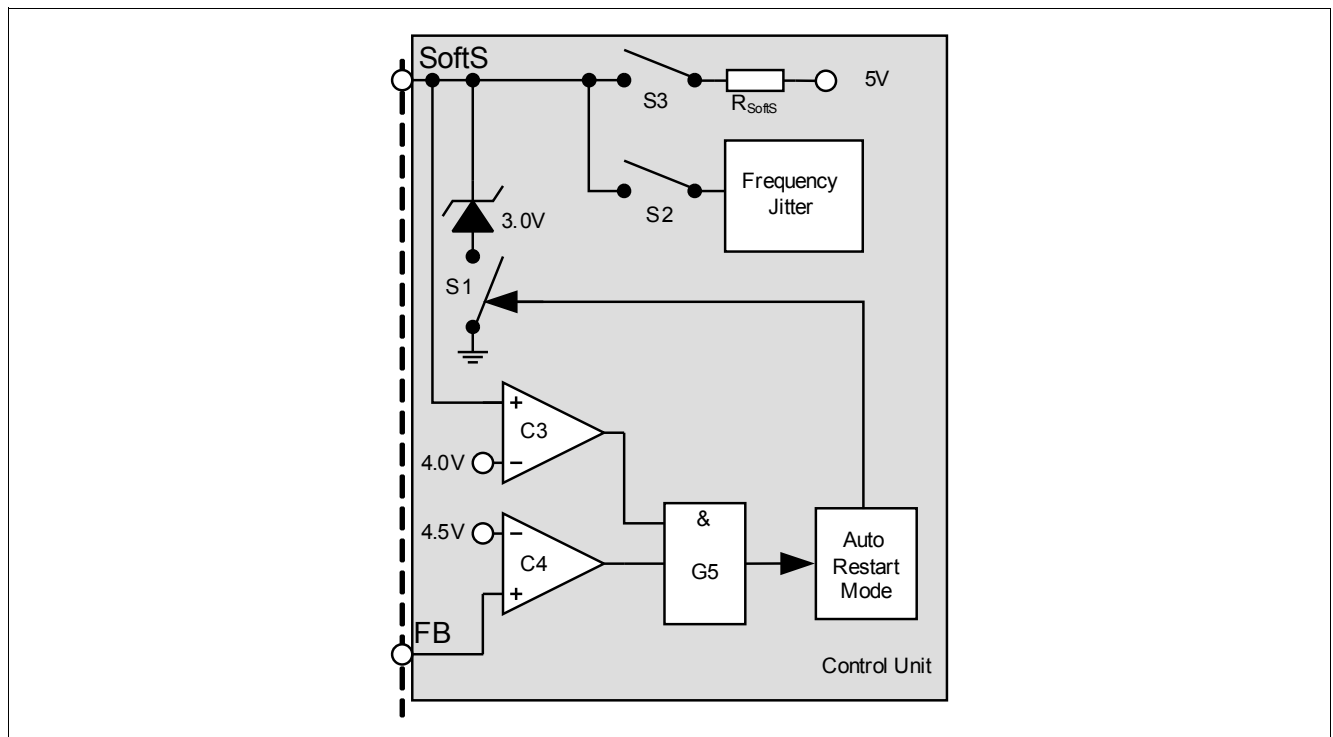 SoftS
5V
S3
RSoftS
Frequency
Jitter
S2
3.0V
S1
+
C3
4.0V
−
&
4.5V
−
C4
G5
Auto
Restart
Mode
+
FB
Control Unit